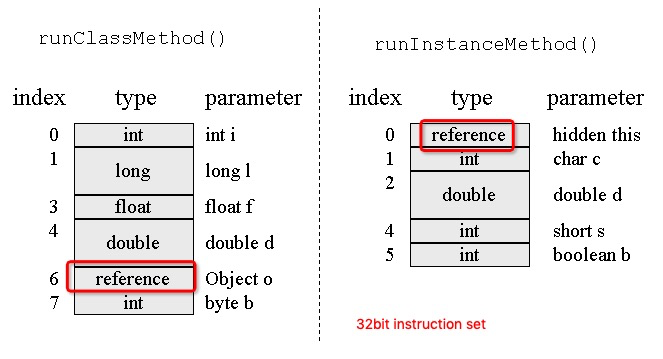 runClassMethod()
index type parameter
0 int int i
1 long long l
3 float float f
4 double double d
6 reference Object o
7 int byte b
runInstanceMethod()
index type parameter
0 reference hidden this
1 int char c
2 double double d
4 int short s
5 int boolean b
32bit instruction set